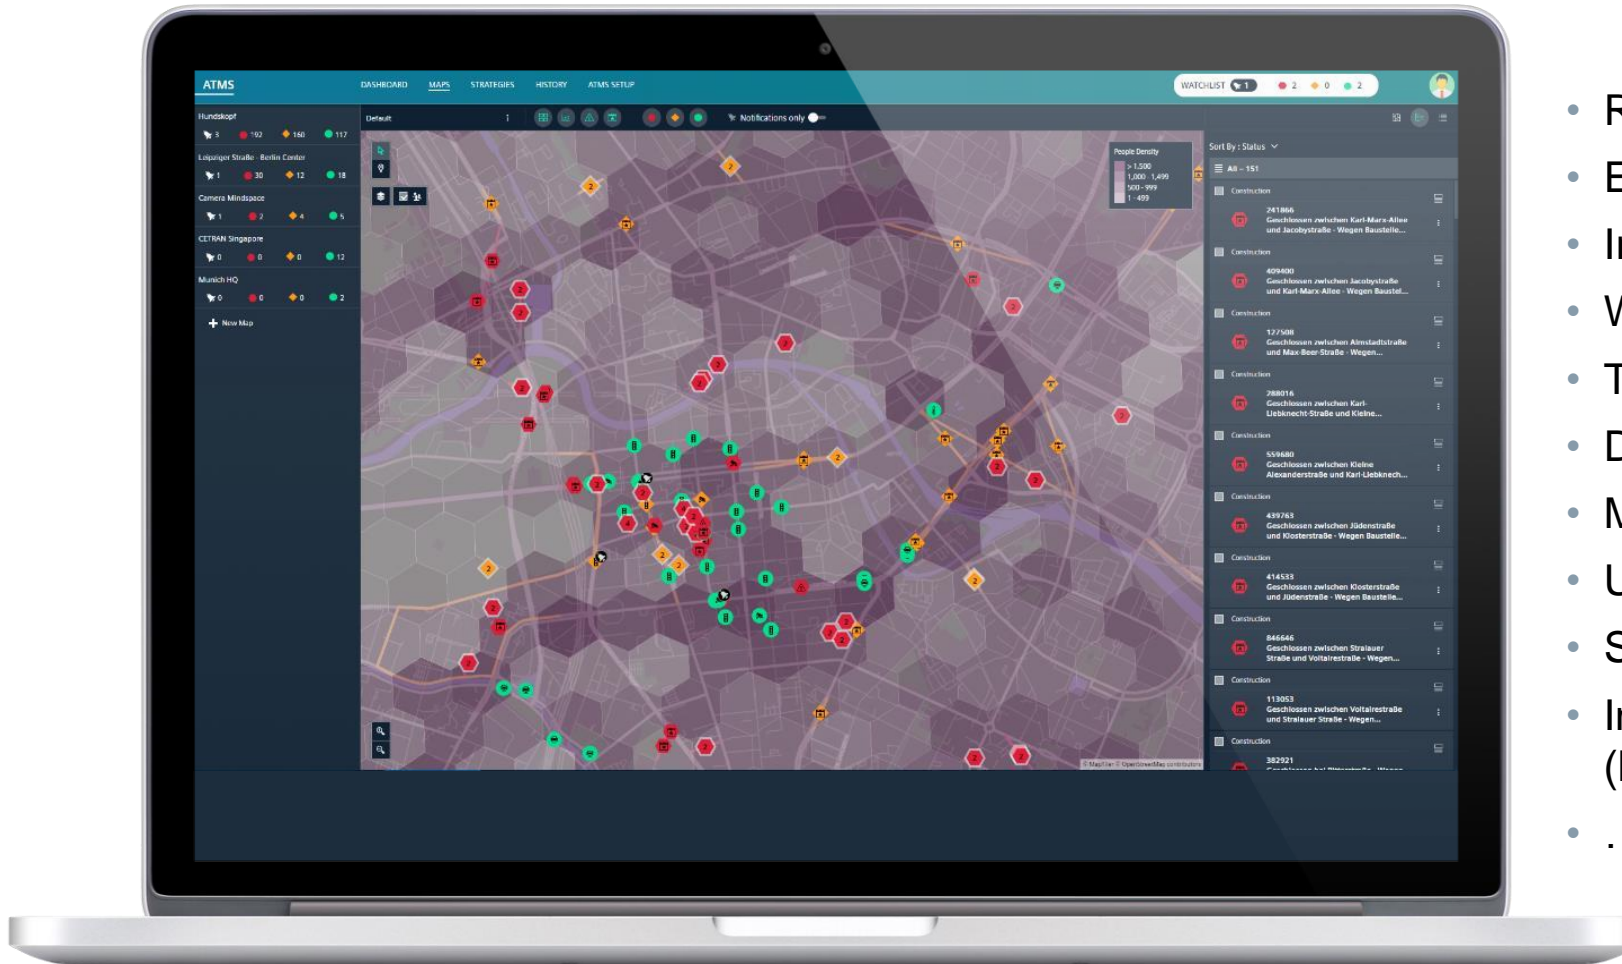 ATMS
DASHBOARD MAPS STRATEGIES HISTORY ATMS SETUP
WATCHLIST 1 2 0 2
Hundskopf
3 192 160 117
Leipziger Straße - Berlin Center
1 30 12 18
Camera Mindspace
1 2 4 5
CETRAN Singapore
0 0 0 12
Munich HQ
0 0 0 2
New Map
Default
Notifications only
People Density
> 1,500
1,000 - 1,499
500 - 999
1 - 499
© MapTiler © OpenStreetMap contributors
Sort By : Status
All – 151
Construction
241866
Geschlossen zwischen Karl-Marx-Allee
und Jacobystraße - Wegen Baustelle...
Construction
409400
Geschlossen zwischen Jacobystraße
und Karl-Marx-Allee - Wegen Baustel...
Construction
127508
Geschlossen zwischen Almstadtstraße
und Max-Beer-Straße - Wegen...
Construction
288016
Geschlossen zwischen Karl-
Liebknecht-Straße und Kleine...
Construction
559680
Geschlossen zwischen Kleine
Alexanderstraße und Karl-Liebknech...
Construction
439763
Geschlossen zwischen Jüdenstraße
und Klosterstraße - Wegen Baustelle...
Construction
414533
Geschlossen zwischen Klosterstraße
und Jüdenstraße - Wegen Baustelle...
Construction
846646
Geschlossen zwischen Stralauer
Straße und Voltairestraße - Wegen...
Construction
113053
Geschlossen zwischen Voltairestraße
und Stralauer Straße - Wegen...
Construction
382921